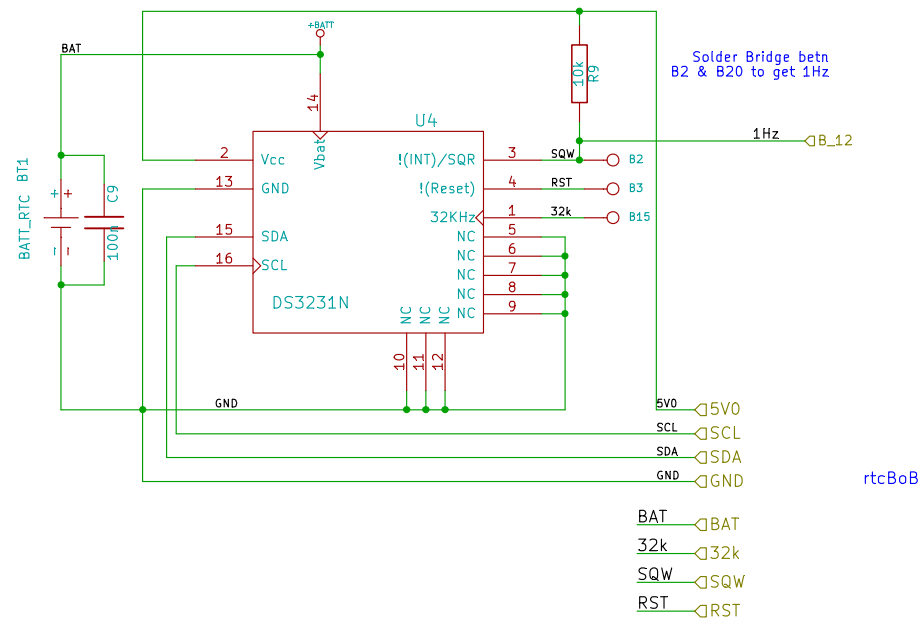 +BATT
BAT
Solder Bridge betn
B2 & B20 to get 1Hz
10k
R9
14
U4
1Hz
B_12
2
Vcc
Vbat
!(INT)/SQR
3
SQW
B2
13
GND
!(Reset)
4
RST
B3
32KHz
1
32k
B15
BATT_RTC BT1
+ +
- -
C9
100n
15
SDA
NC
5
NC
6
16
SCL
NC
7
NC
8
NC
9
DS3231N
NC
NC
NC
10
11
12
GND
5V0
5V0
SCL
SCL
SDA
SDA
GND
GND
rtcBoB
BAT
BAT
32k
32k
SQW
SQW
RST
RST